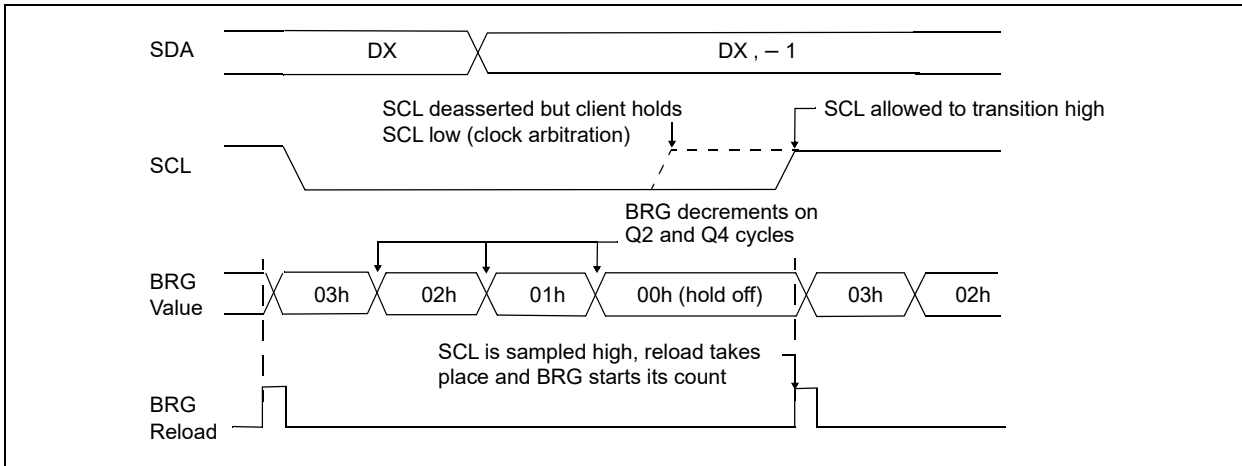 SDA
DX
DX , – 1
SCL deasserted but client holds
SCL low (clock arbitration)
SCL allowed to transition high
SCL
BRG decrements on
Q2 and Q4 cycles
BRG
Value
03h
02h
01h
00h (hold off)
03h
02h
SCL is sampled high, reload takes
place and BRG starts its count
BRG
Reload